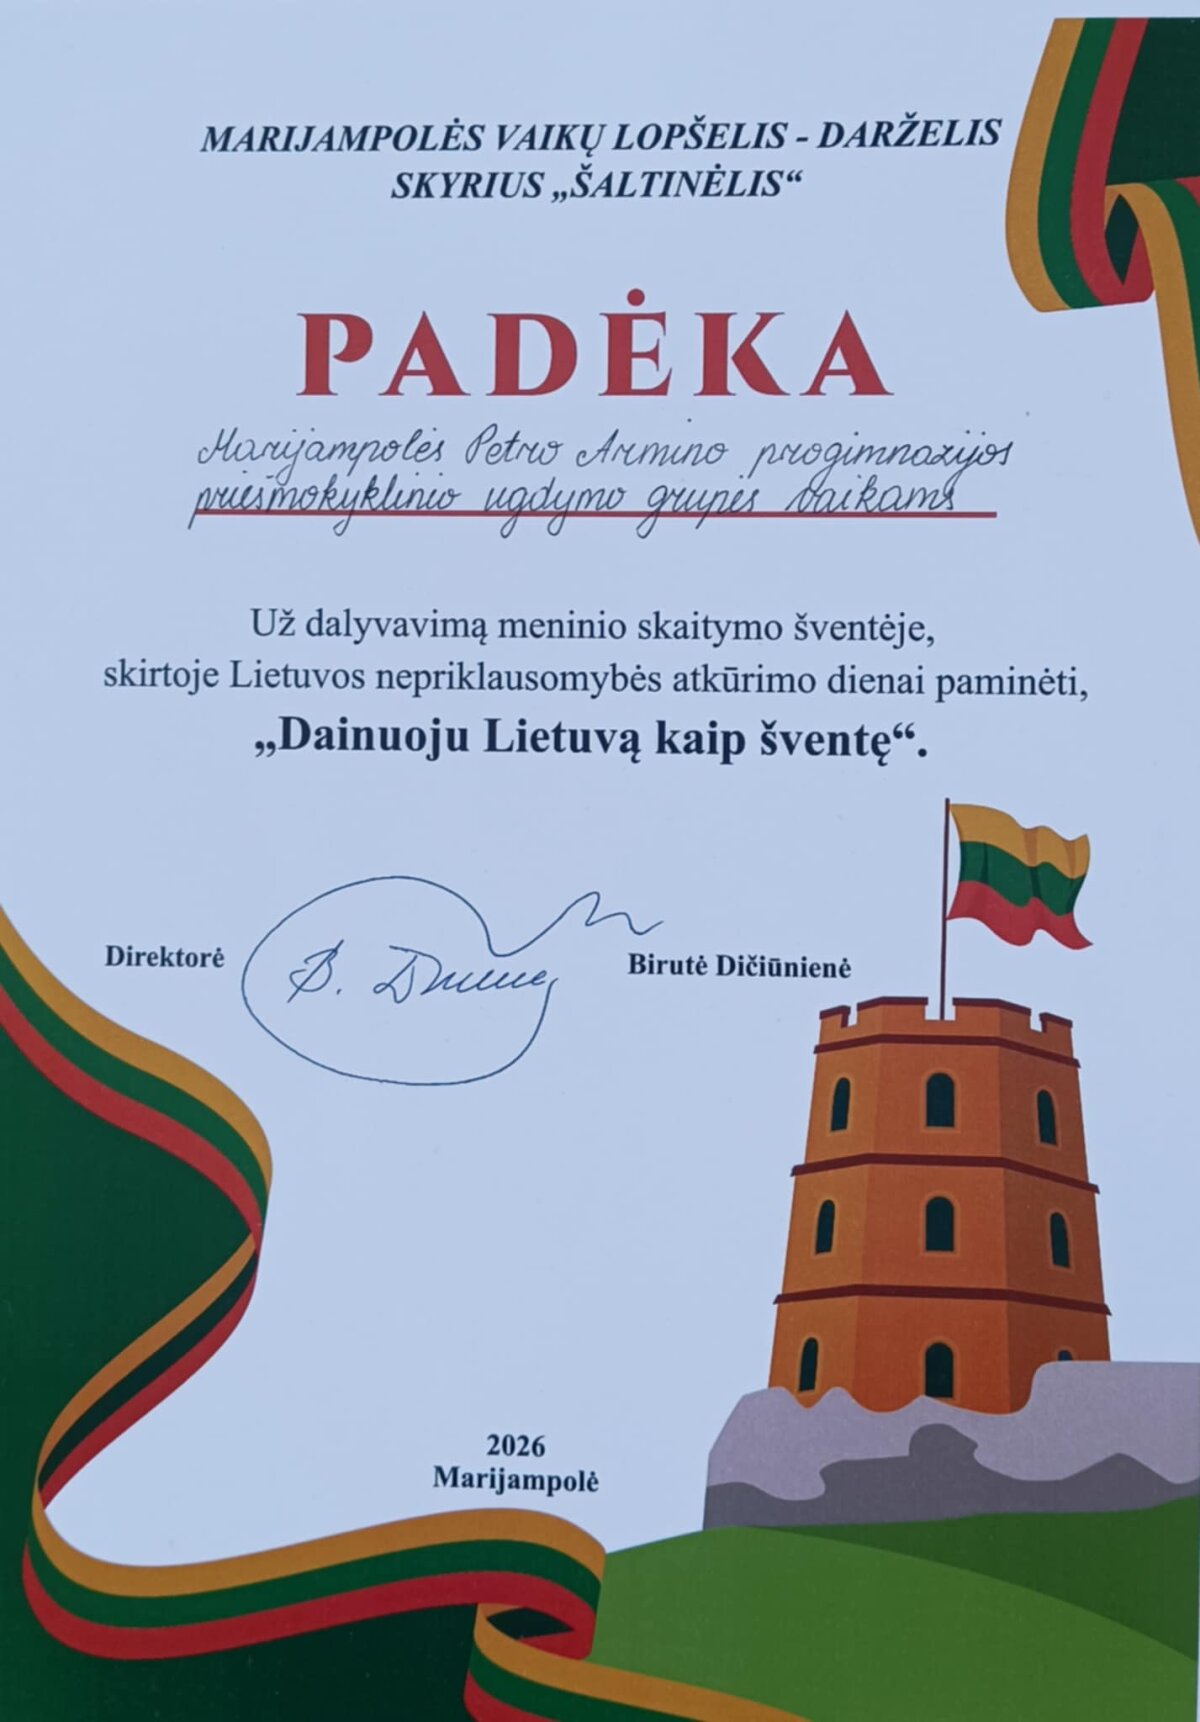 MARIJAMPOLĖS VAIKŲ LOPŠELIS - DARŽELIS
SKYRIUS „ŠALTINĖLIS“
PADĖKA
Marijampolės Petro Armino progimnazijos
priešmokyklinio ugdymo grupės vaikams
Už dalyvavimą meninio skaitymo šventėje,
skirtoje Lietuvos nepriklausomybės atkūrimo dienai paminėti,
„Dainuoju Lietuvą kaip šventę“.
Direktorė
B.
Birutė Dičiūnienė
2026
Marijampolė